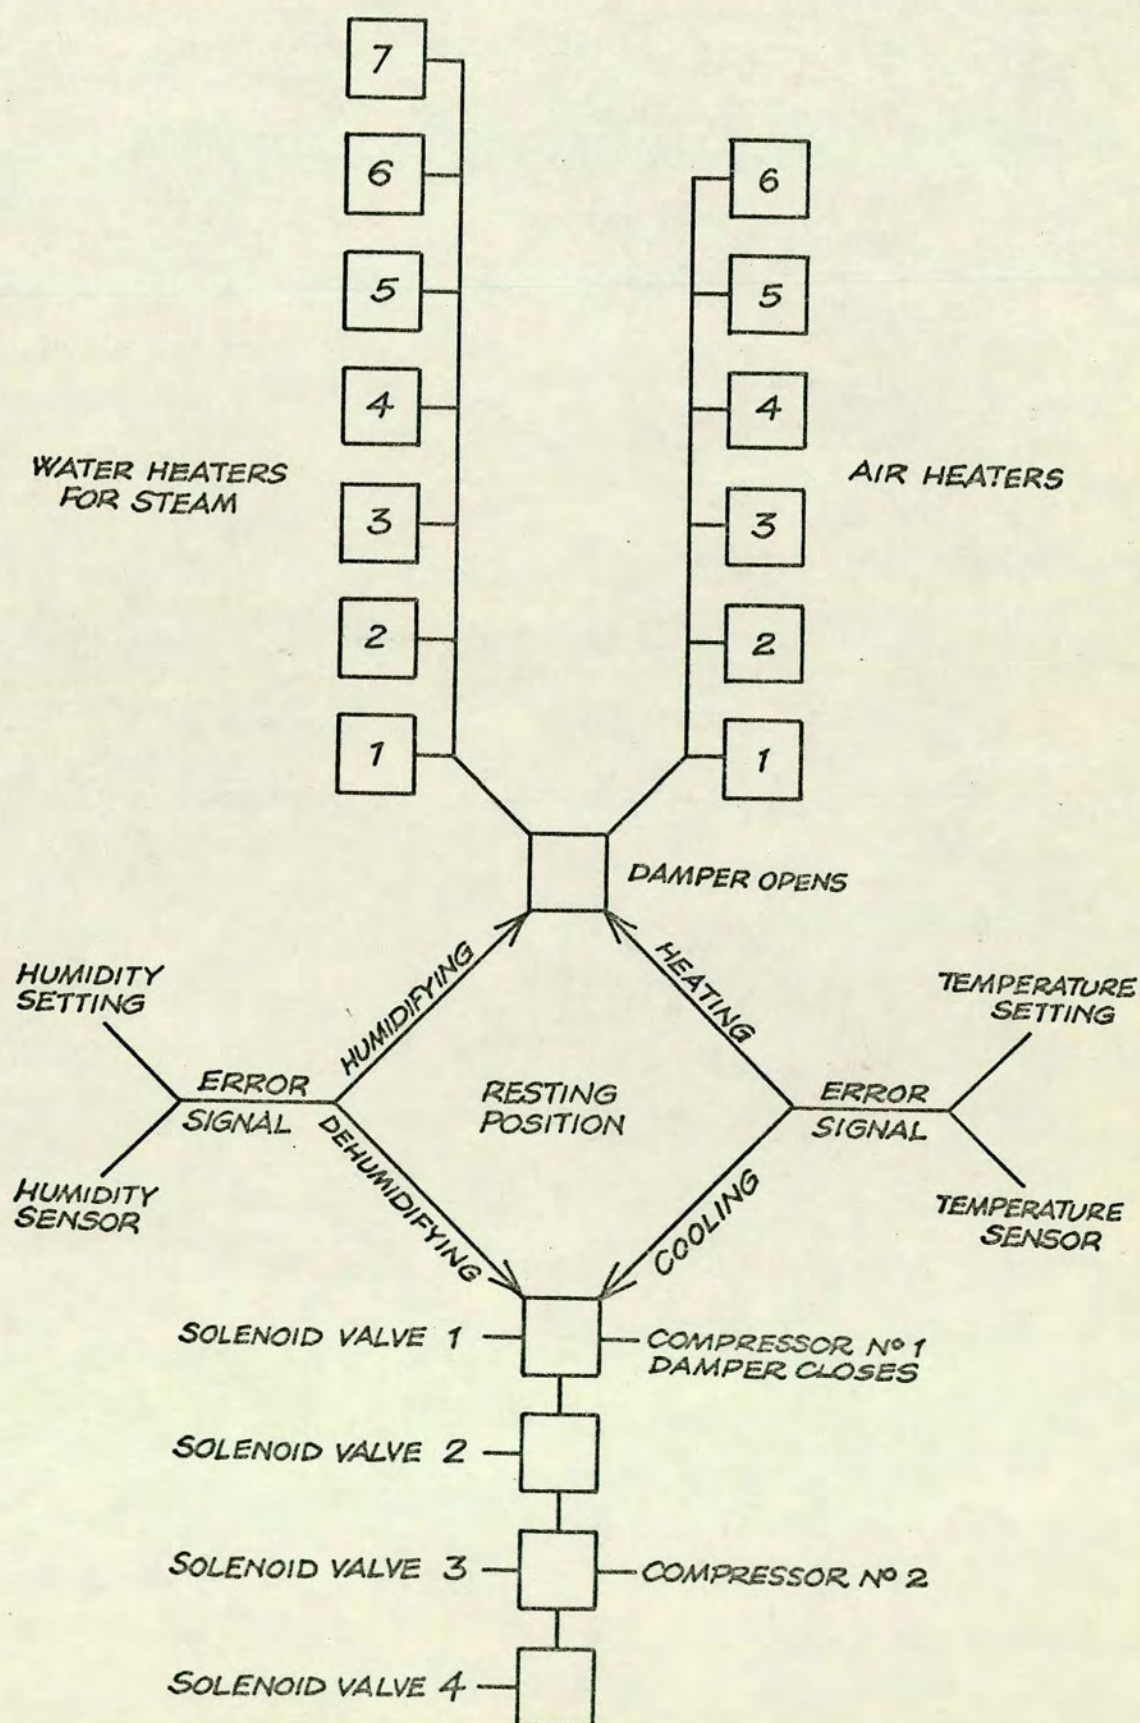 7
6
5
4
3
2
1
6
5
4
3
2
1
WATER HEATERS
FOR STEAM
AIR HEATERS
DAMPER OPENS
HUMIDITY
SETTING
HUMIDIFYING
HEATING
TEMPERATURE
SETTING
ERROR
SIGNAL
RESTING
POSITION
ERROR
SIGNAL
HUMIDITY
SENSOR
DEHUMIDIFYING
COOLING
TEMPERATURE
SENSOR
SOLENOID VALVE 1
COMPRESSOR Nº 1
DAMPER CLOSES
SOLENOID VALVE 2
SOLENOID VALVE 3
COMPRESSOR Nº 2
SOLENOID VALVE 4